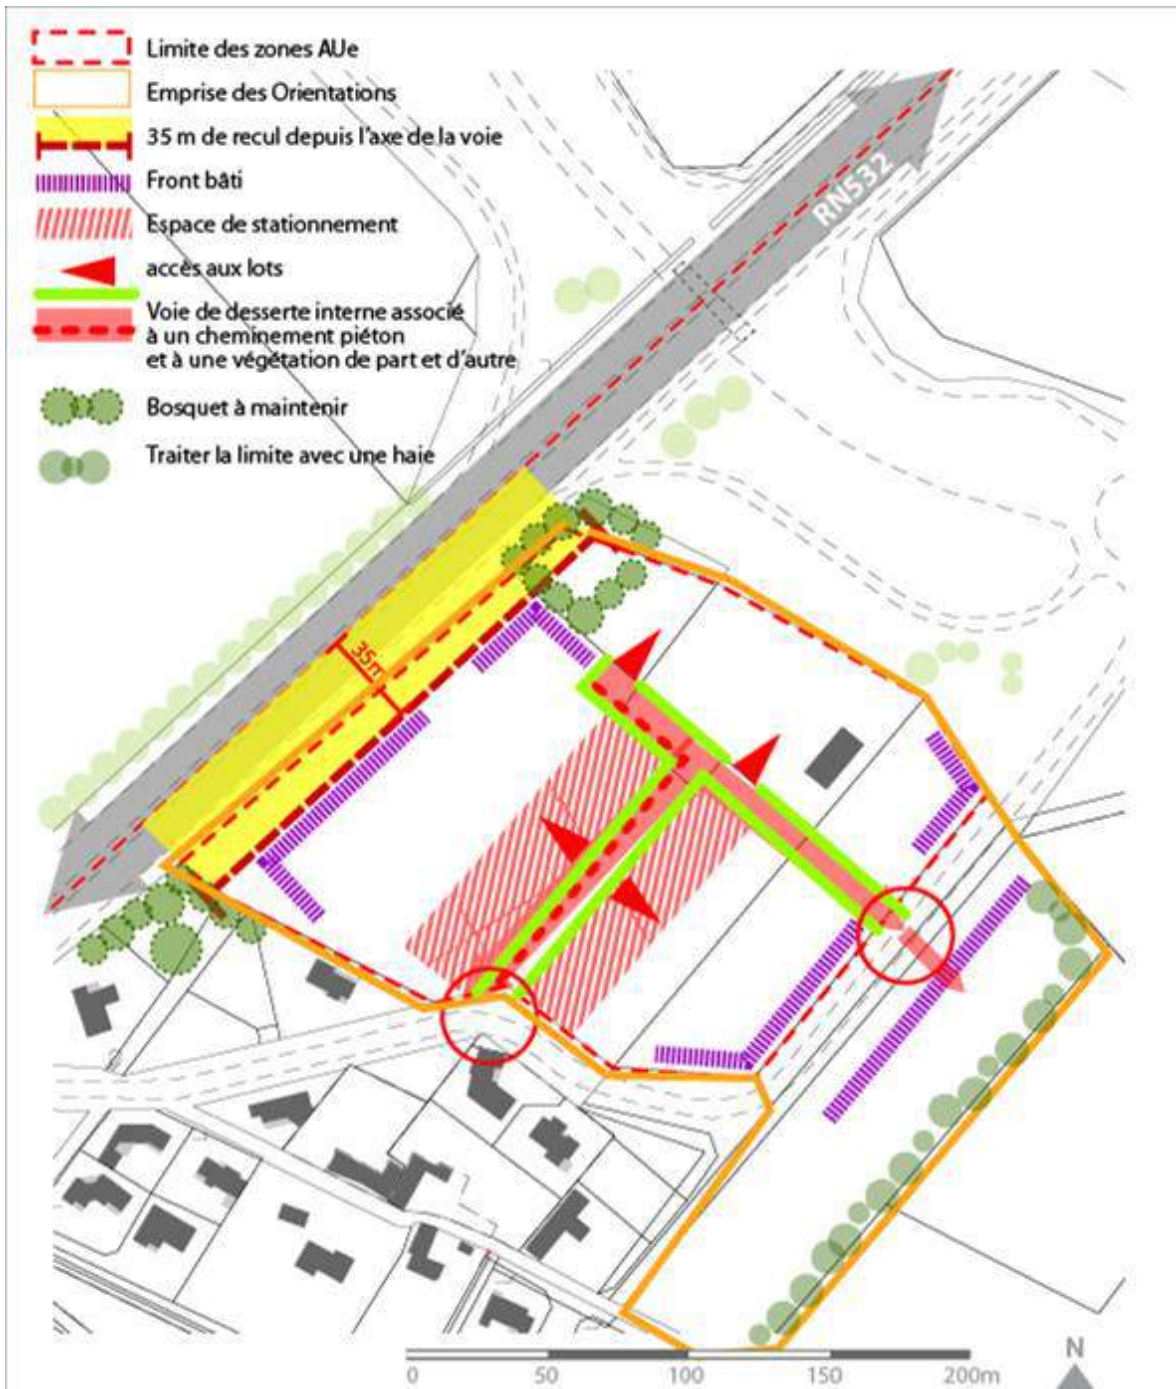 Limite des zones AUe
Emprise des Orientations
35 m de recul depuis l'axe de la voie
Front bâti
Espace de stationnement
accès aux lots
Voie de desserte interne associé
à un cheminement piéton
et à une végétation de part et d'autre
Bosquet à maintenir
Traiter la limite avec une haie
RN532
35m
N
0 50 100 150 200m